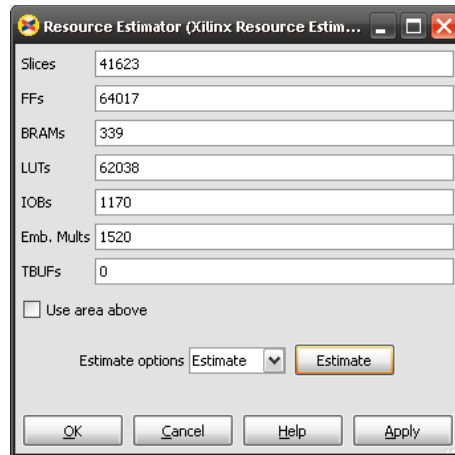 Resource Estimator (Xilinx Resource Estim...
Slices 41623
FFs 64017
BRAMs 339
LUTs 62038
IOBs 1170
Emb. Mults 1520
TBUFs 0
Use area above
Estimate options Estimate Estimate
OK Cancel Help Apply